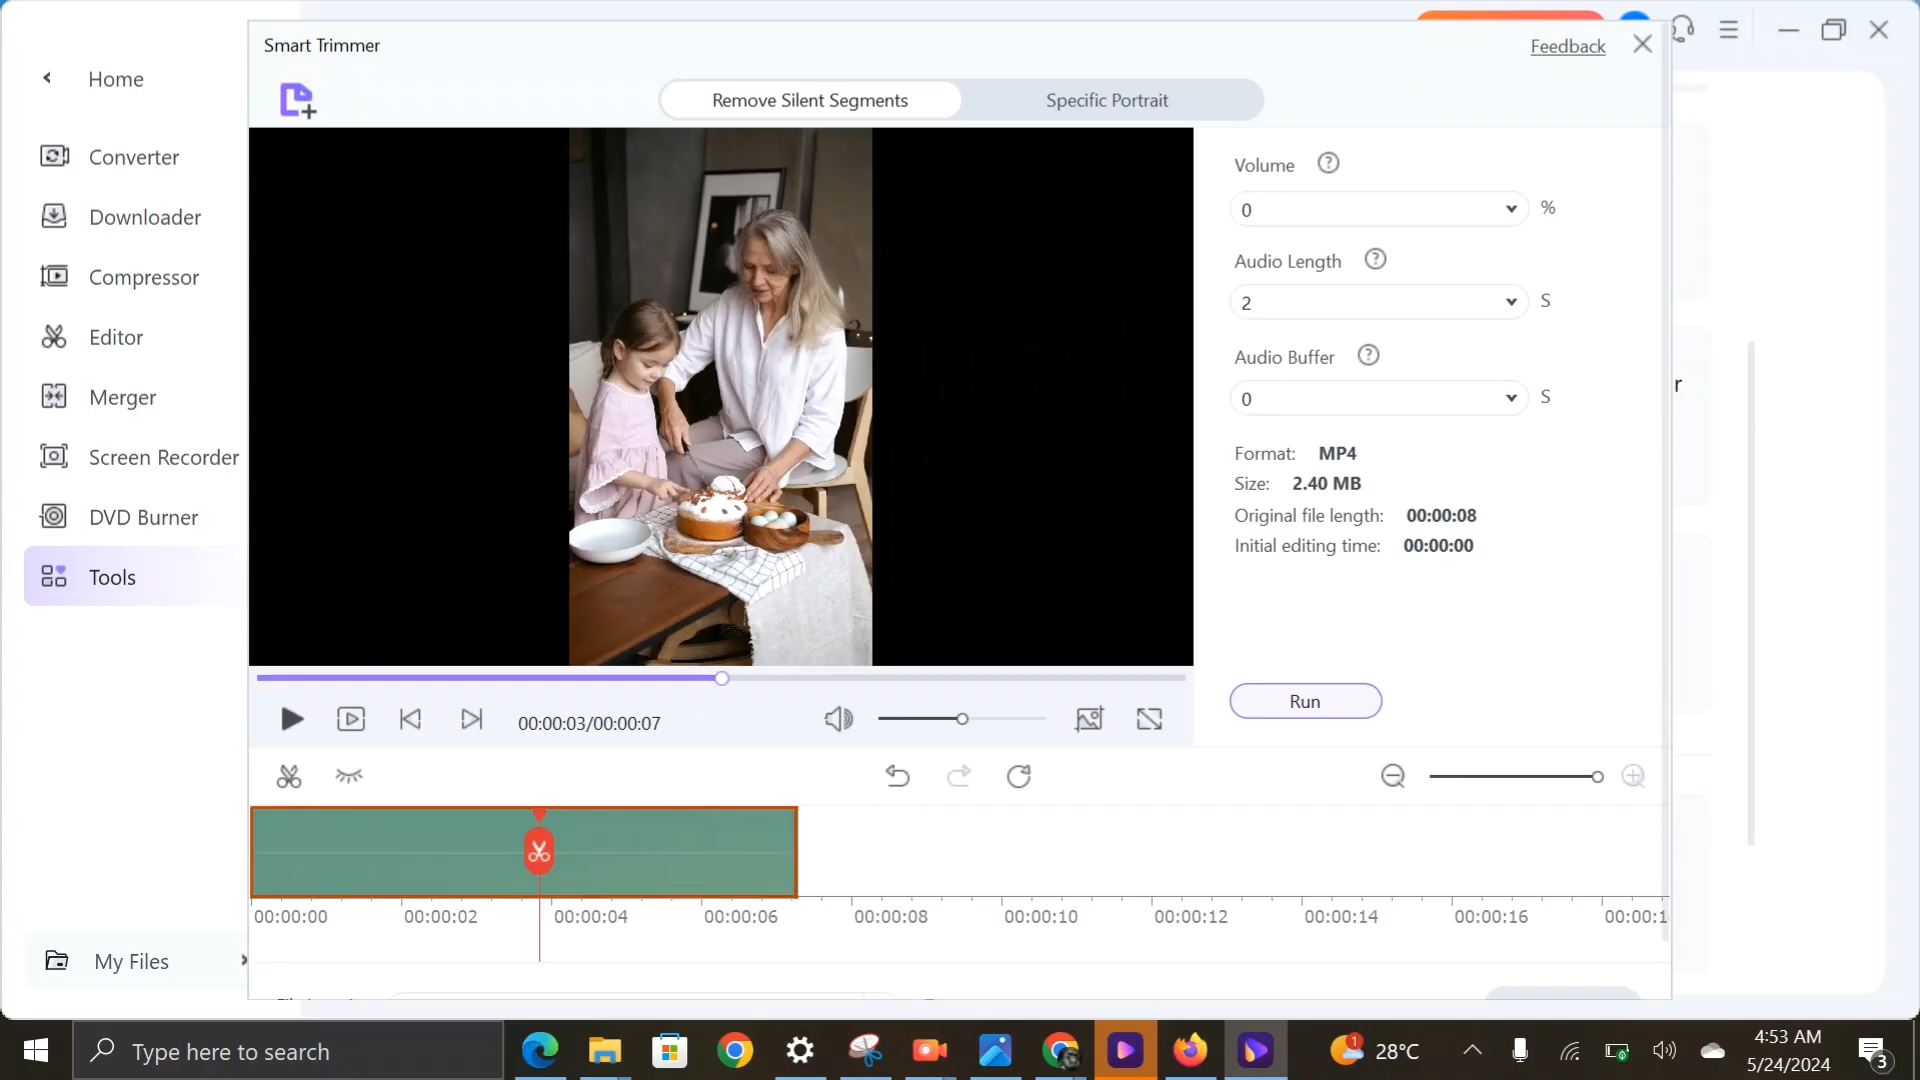 Smart Trimmer
Feedback
Home
Remove Silent Segments
Specific Portrait
Converter
Downloader
Compressor
Editor
Merger
Screen Recorder
DVD Burner
Tools
My Files
Volume
0
%
Audio Length
2
S
Audio Buffer
0
S
Format: MP4
Size: 2.40 MB
Original file length: 00:00:08
Initial editing time: 00:00:00
Run
r
00:00:03/00:00:07
00:00:00 00:00:02 00:00:04 00:00:06 00:00:08 00:00:10 00:00:12 00:00:14 00:00:16
Type here to search
1
28°C
4:53 AM
5/24/2024
3